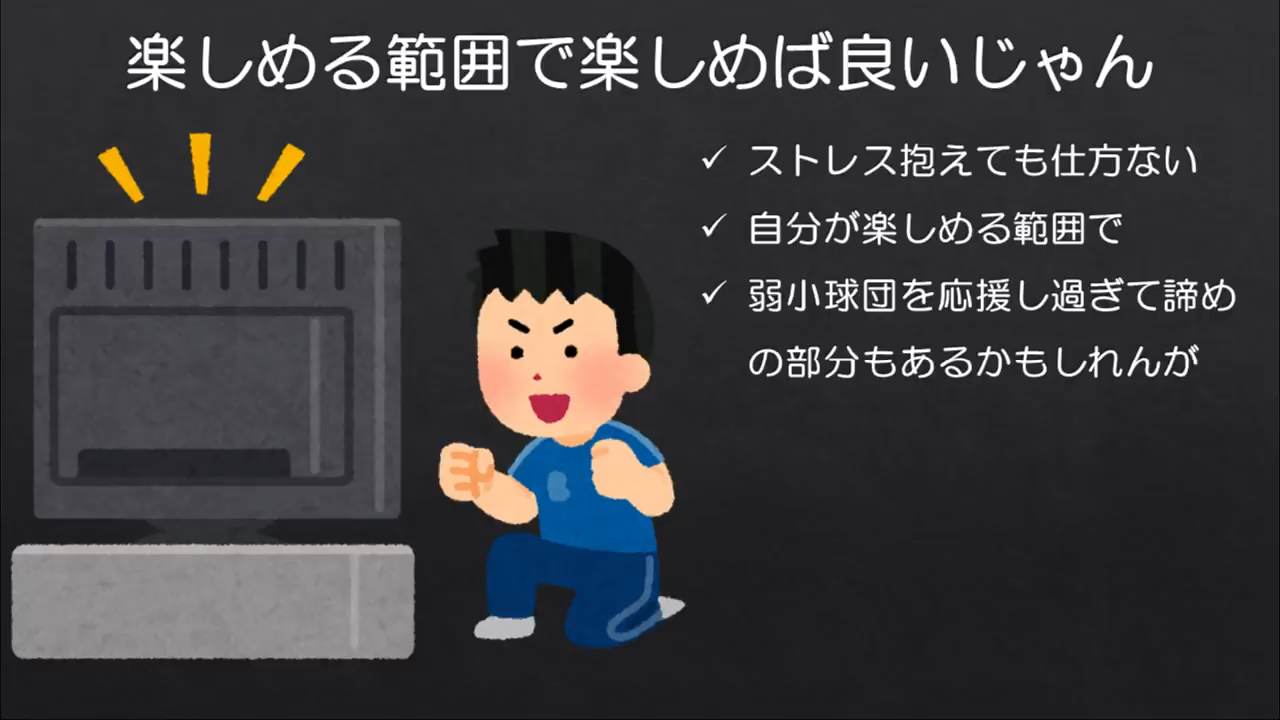 楽しめる範囲で楽しめば良いじゃん
✓ ストレス抱えても仕方ない
✓ 自分が楽しめる範囲で
✓ 弱小球団を応援し過ぎて諦め
の部分もあるかもしれんが